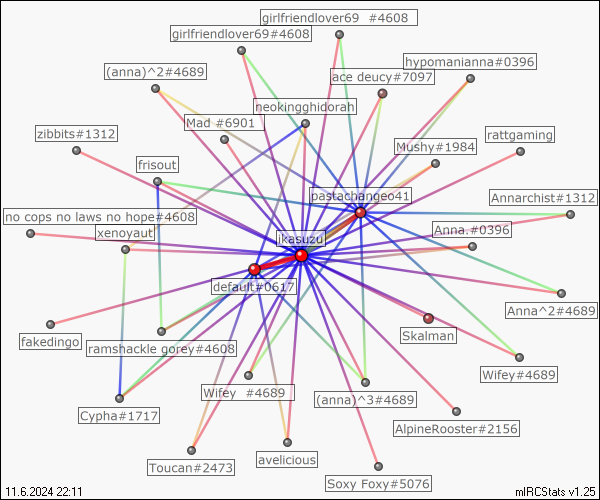 girlfriendlover69  #4608
girlfriendlover69#4608
hypomanianna#0396
(anna)^2#4689
ace deucy#7097
neokingghidorah
Mad #6901
zibbits#1312
rattgaming
Mushy#1984
frisout
pastachangeo41
Annarchist#1312
no cops no laws no hope#4608
xenoyaut
jkasuzu
Anna.#0396
default#0617
Anna^2#4689
Skalman
fakedingo
ramshackle gorey#4608
Wifey#4689
Wifey  #4689
(anna)^3#4689
Cypha#1717
AlpineRooster#2156
avelicious
Toucan#2473
Soxy Foxy#5076
11.6.2024 22:11
mIRCStats v1.25